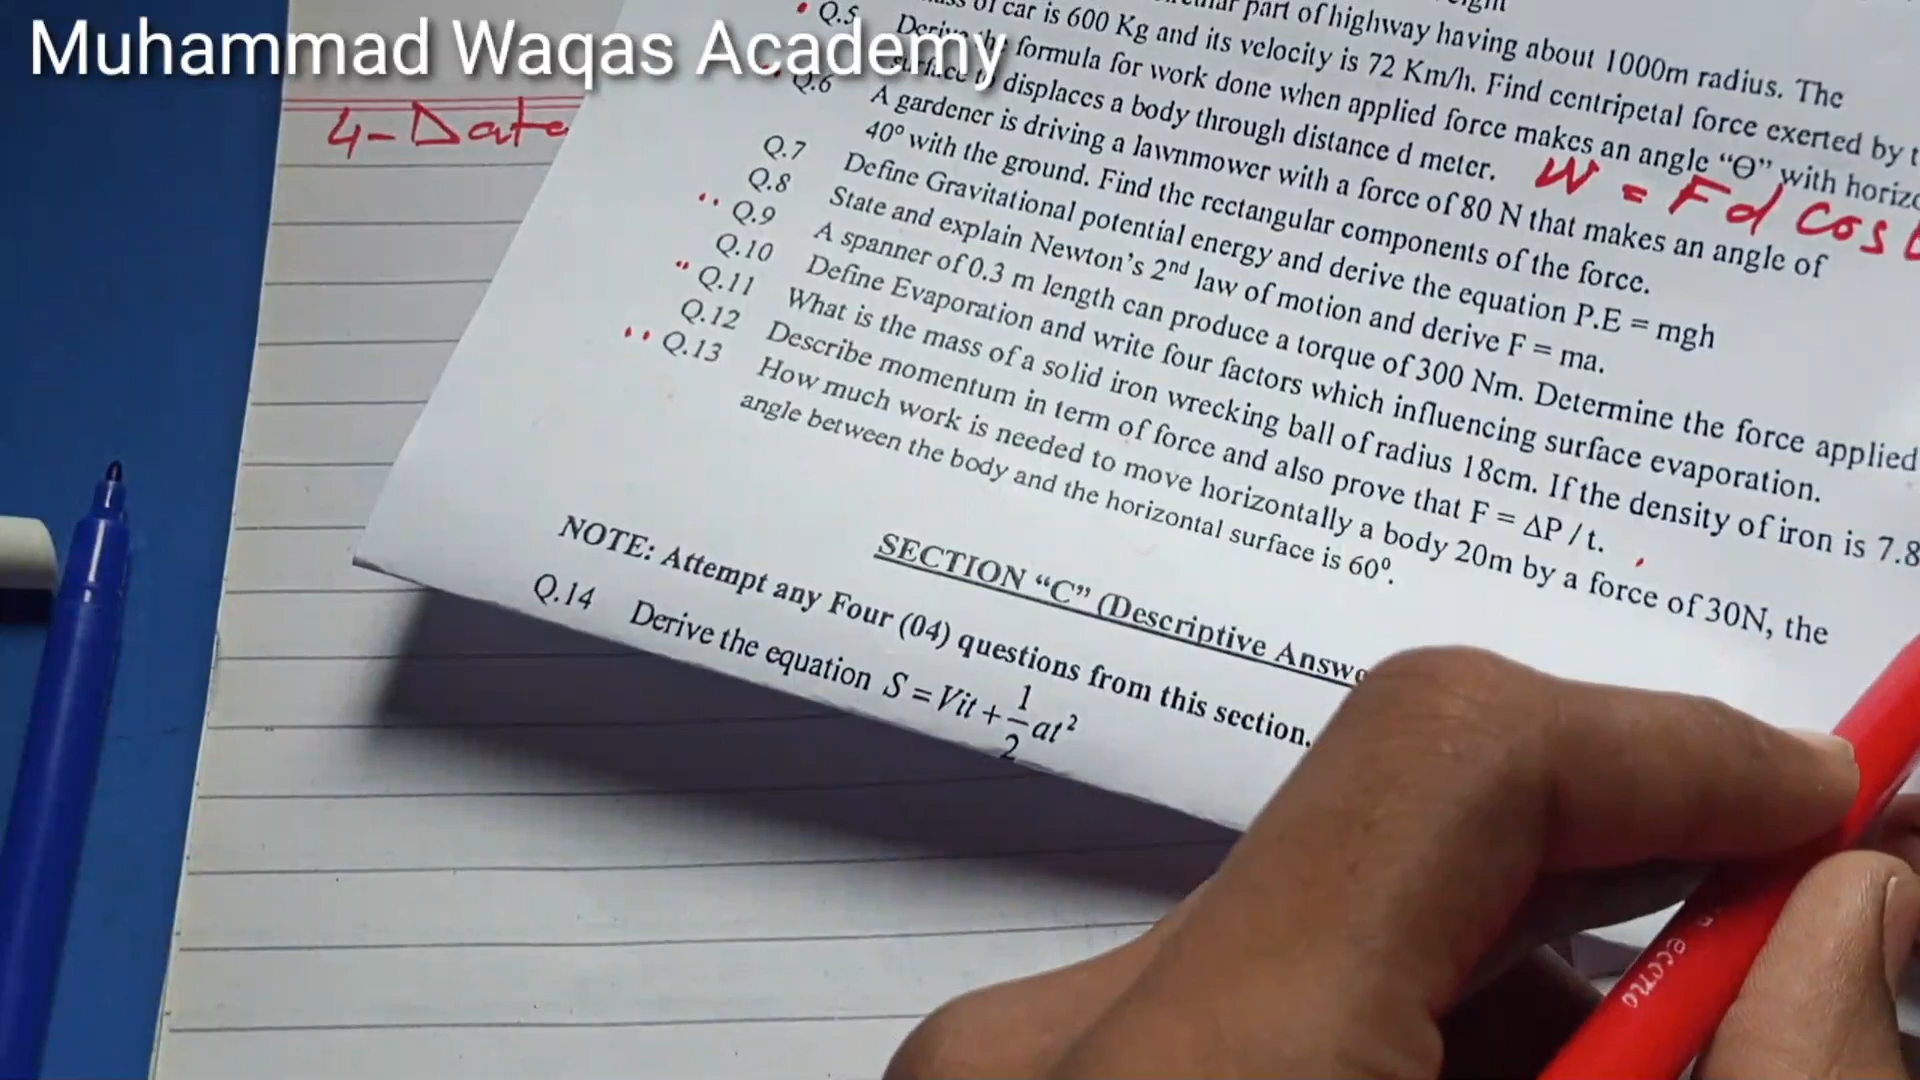 Muhammad Waqas Academy
4-Date
part of highway having about 1000m radius. The
of car is 600 Kg and its velocity is 72 Km/h. Find centripetal force exerted by
Q.5 Derive the formula for work done when applied force makes an angle “Θ” with
surface to displaces a body through distance d meter.
W = Fd cos
Q.6 A gardener is driving a lawnmower with a force of 80 N that makes an angle of
40° with the ground. Find the rectangular components of the force.
Q.7 Define Gravitational potential energy and derive the equation P.E = mgh
Q.8 State and explain Newton’s 2nd law of motion and derive F = ma.
Q.9 A spanner of 0.3 m length can produce a torque of 300 Nm. Determine the force applied
Q.10 Define Evaporation and write four factors which influencing surface evaporation.
Q.11 What is the mass of a solid iron wrecking ball of radius 18cm. If the density of iron is 7.8
Q.12 Describe momentum in term of force and also prove that F = ΔP / t.
Q.13 How much work is needed to move horizontally a body 20m by a force of 30N, the
angle between the body and the horizontal surface is 60°.
SECTION “C” (Descriptive
NOTE: Attempt any Four (04) questions from this section.
Q.14 Derive the equation S = Vit + 1/2 at²